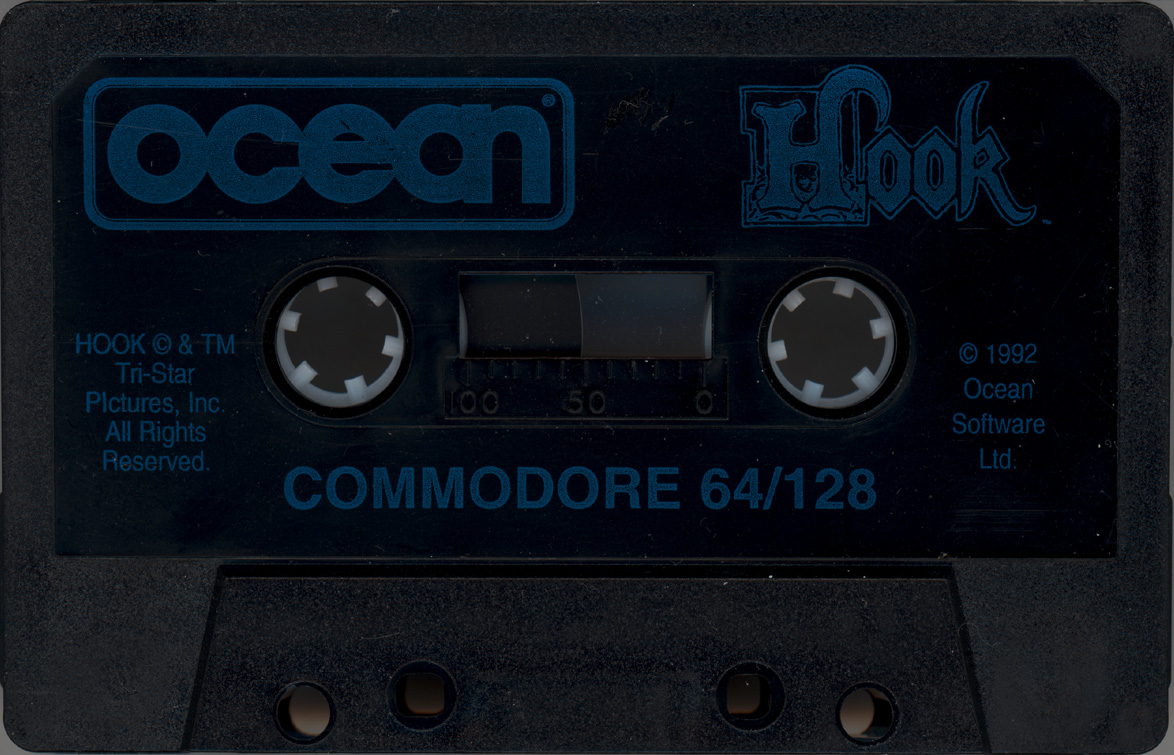 ocean®
Hook™
HOOK © & TM
Tri-Star
PIctures, Inc.
All Rights
Reserved.
100 50 0
© 1992
Ocean
Software
Ltd.
COMMODORE 64/128